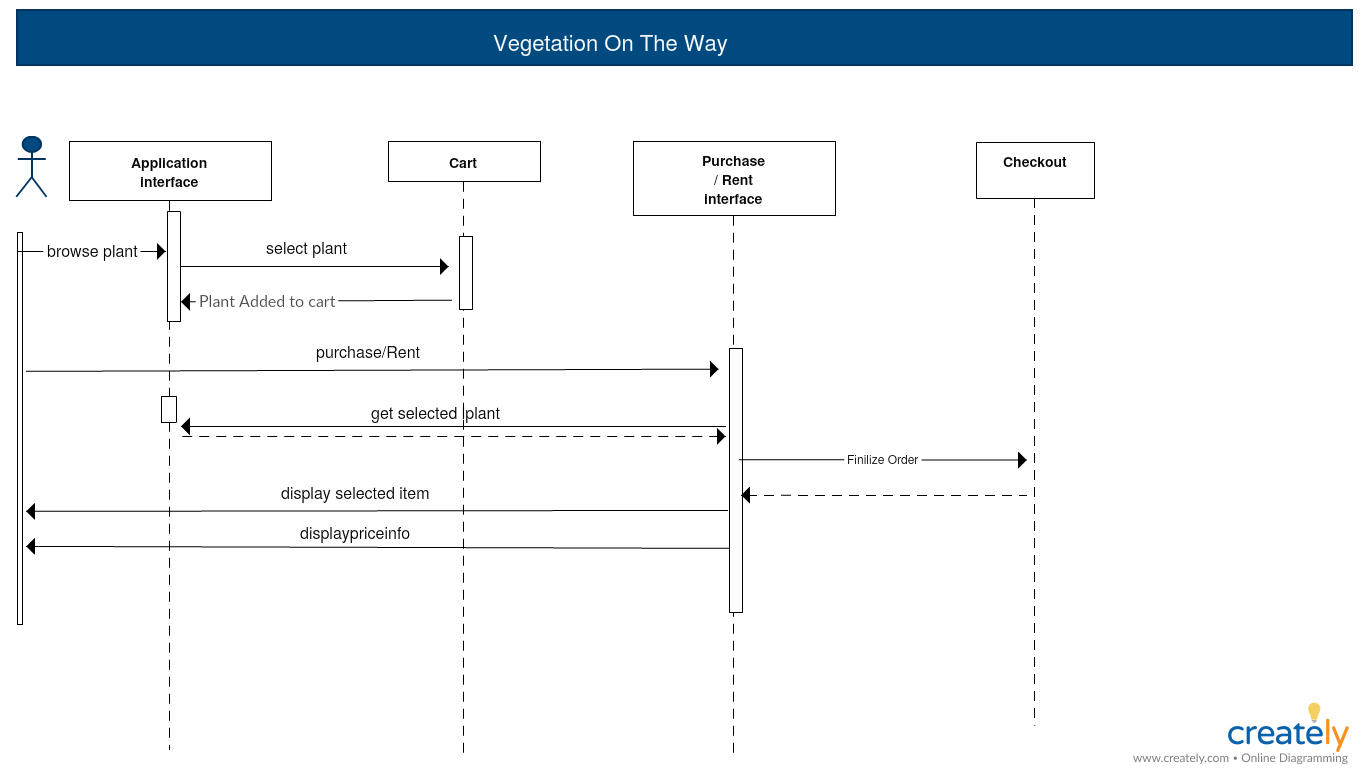 Vegetation On The Way
Application
interface
Cart
Purchase
/ Rent
interface
Checkout
browse plant
select plant
Plant Added to cart
purchase/Rent
get selected plant
Finilize Order
display selected item
displaypriceinfo
creately
www.creately.com • Online Diagramming